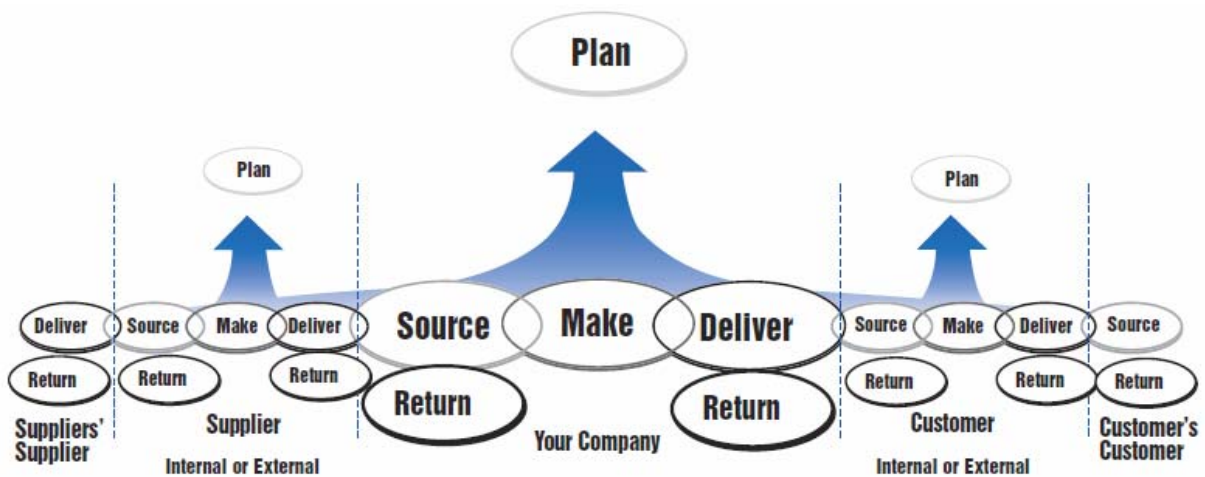 Plan
Plan
Plan
Deliver
Source
Make
Deliver
Source
Make
Deliver
Source
Make
Deliver
Source
Return
Return
Return
Return
Return
Return
Return
Return
Suppliers'
Supplier
Supplier
Internal or External
Your Company
Customer
Internal or External
Customer's
Customer